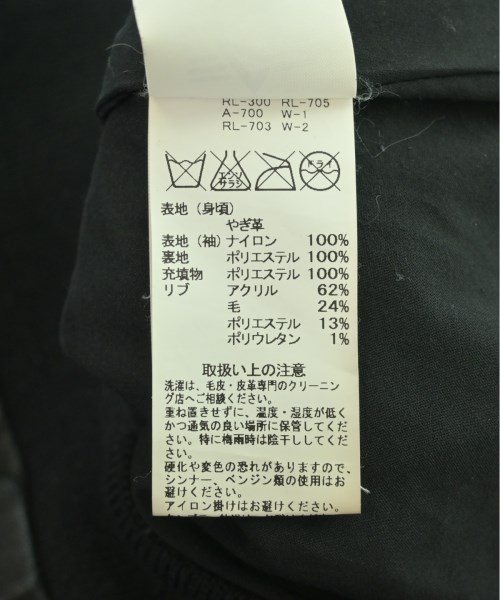 RL-300 RL-705
A-700 W-1
RL-703 W-2
エンソ
サラシ
ドライ
表地(身頃)
やぎ革
表地(袖) ナイロン 100%
裏地 ポリエステル 100%
充填物 ポリエステル 100%
リブ アクリル 62%
毛 24%
ポリエステル 13%
ポリウレタン 1%
取扱い上の注意
洗濯は、毛皮・皮革専門のクリーニン
グ店へご相談ください。
重ね置きせずに、温度・湿度が低く
かつ通気の良い場所に保管してくだ
さい。特に梅雨時は陰干ししてくだ
さい。
硬化や変色の恐れがありますので、
シンナー、ベンジン類の使用はお
避けください。
アイロン掛けはお避けください。